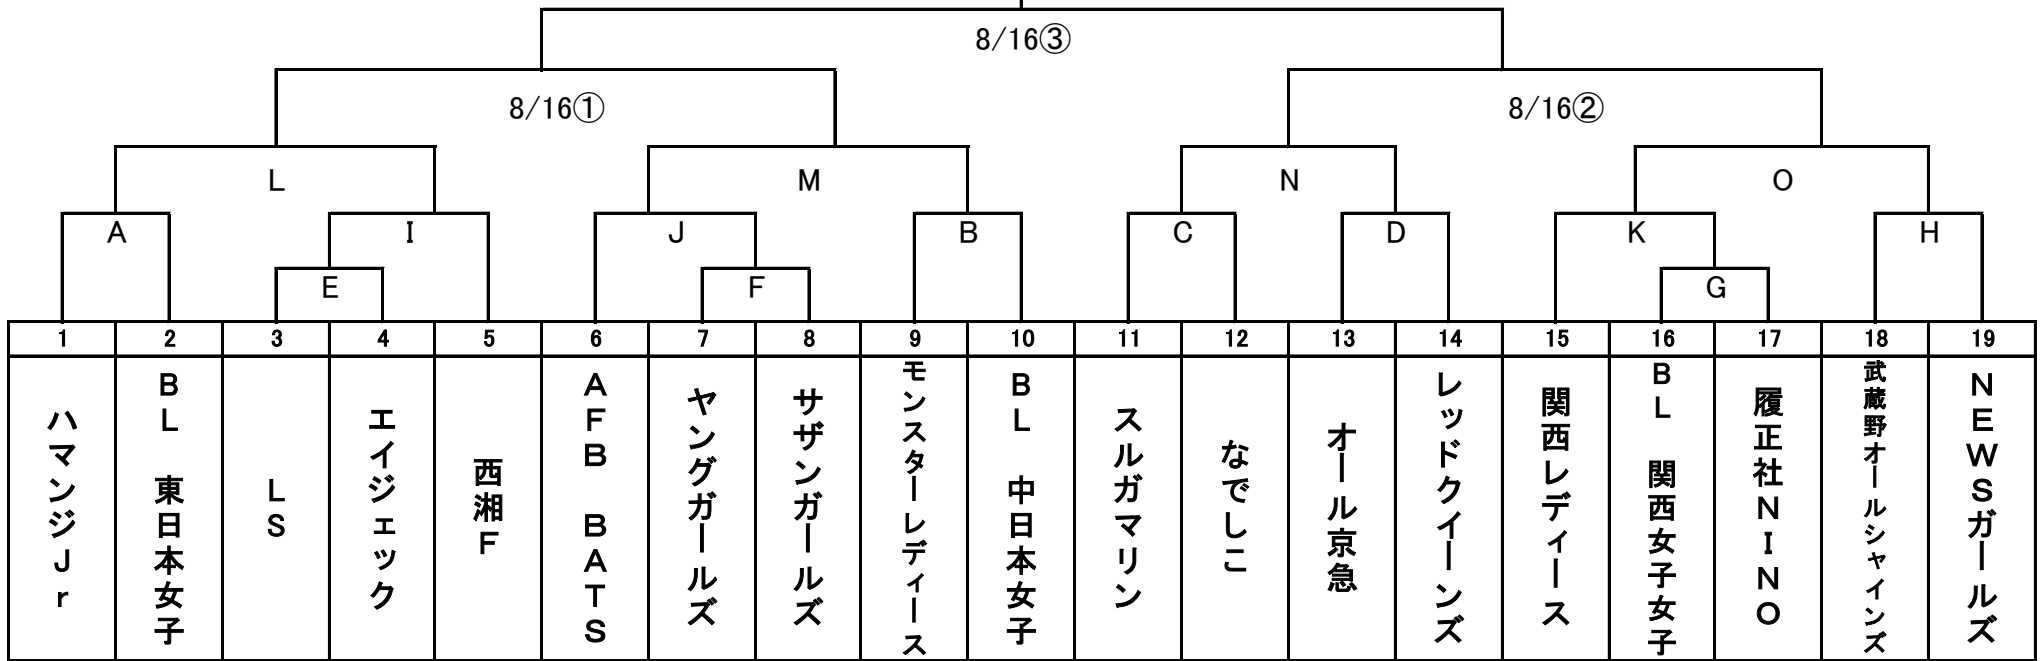 8/16③
8/16①
8/16②
L
M
N
O
A
I
J
B
C
D
K
H
E
F
G
1
2
3
4
5
6
7
8
9
10
11
12
13
14
15
16
17
18
19
ハマンジJr
BL 東日本女子
LS
エイジェック
西湘F
AFB BATS
ヤングガールズ
サザンガールズ
モンスターレディース
BL 中日本女子
スルガマリン
なでしこ
オール京急
レッドクイーンズ
関西レディース
BL 関西女子女子
履正社NINO
武蔵野オールシャインズ
NEWSガールズ